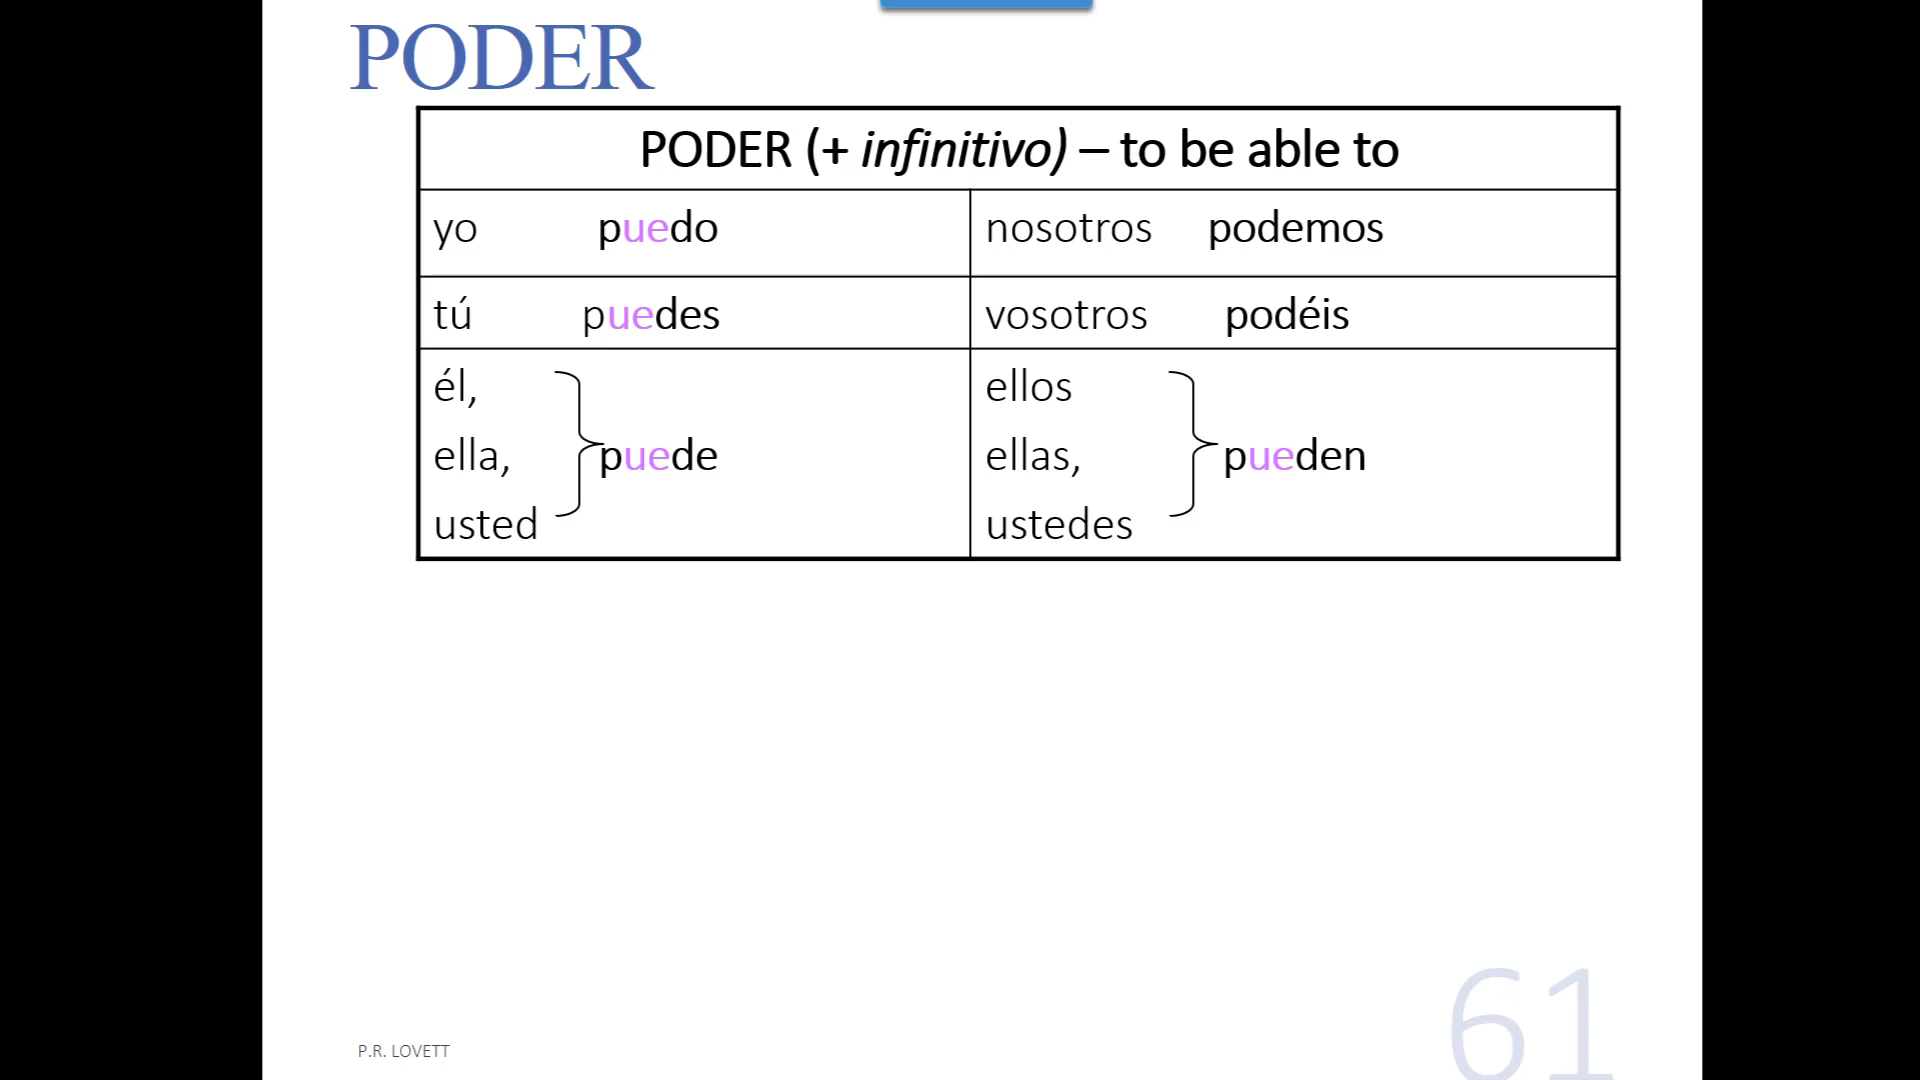 PODER
PODER (+ infinitivo) – to be able to
yo puedo nosotros podemos
tú puedes vosotros podéis
él, ellos
ella, puede ellas, pueden
usted ustedes
P.R. LOVETT
61